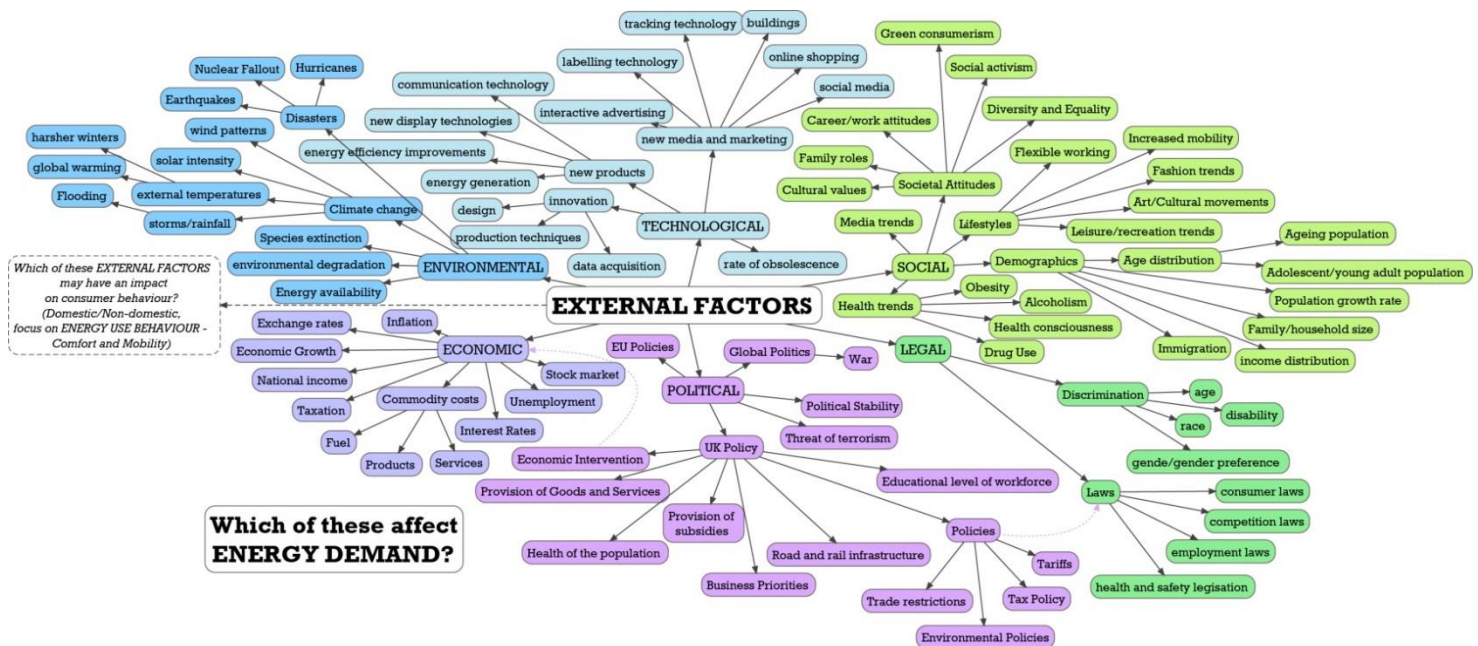 tracking technology
buildings
Green consumerism
Nuclear Fallout
Hurricanes
labelling technology
online shopping
Social activism
communication technology
social media
Earthquakes
Disasters
interactive advertising
Diversity and Equality
harsher winters
wind patterns
new display technologies
new media and marketing
Career/work attitudes
Increased mobility
solar intensity
energy efficiency improvements
Family roles
Flexible working
global warming
external temperatures
energy generation
new products
Cultural values
Societal Attitudes
Fashion trends
Flooding
Climate change
design
innovation
Art/Cultural movements
storms/rainfall
TECHNOLOGICAL
Media trends
Lifestyles
Leisure/recreation trends
Species extinction
production techniques
Ageing population
environmental degradation
ENVIRONMENTAL
data acquisition
rate of obsolescence
SOCIAL
Demographics
Age distribution
Adolescent/young adult population
Energy availability
Obesity
Population growth rate
Which of these EXTERNAL FACTORS
may have an impact
on consumer behaviour?
(Domestic/Non-domestic,
focus on ENERGY USE BEHAVIOUR -
Comfort and Mobility)
EXTERNAL FACTORS
Health trends
Alcoholism
Health consciousness
Family/household size
Exchange rates
Inflation
Drug Use
Immigration
income distribution
Economic Growth
ECONOMIC
EU Policies
Global Politics
War
LEGAL
National income
Stock market
POLITICAL
Discrimination
age
Taxation
Commodity costs
Unemployment
Political Stability
disability
Fuel
Interest Rates
Threat of terrorism
race
Products
Services
Economic Intervention
UK Policy
gende/gender preference
Provision of Goods and Services
Educational level of workforce
Laws
consumer laws
Which of these affect
ENERGY DEMAND?
Provision of
subsidies
Policies
competition laws
Health of the population
Road and rail infrastructure
employment laws
Business Priorities
Tariffs
health and safety legisation
Trade restrictions
Tax Policy
Environmental Policies